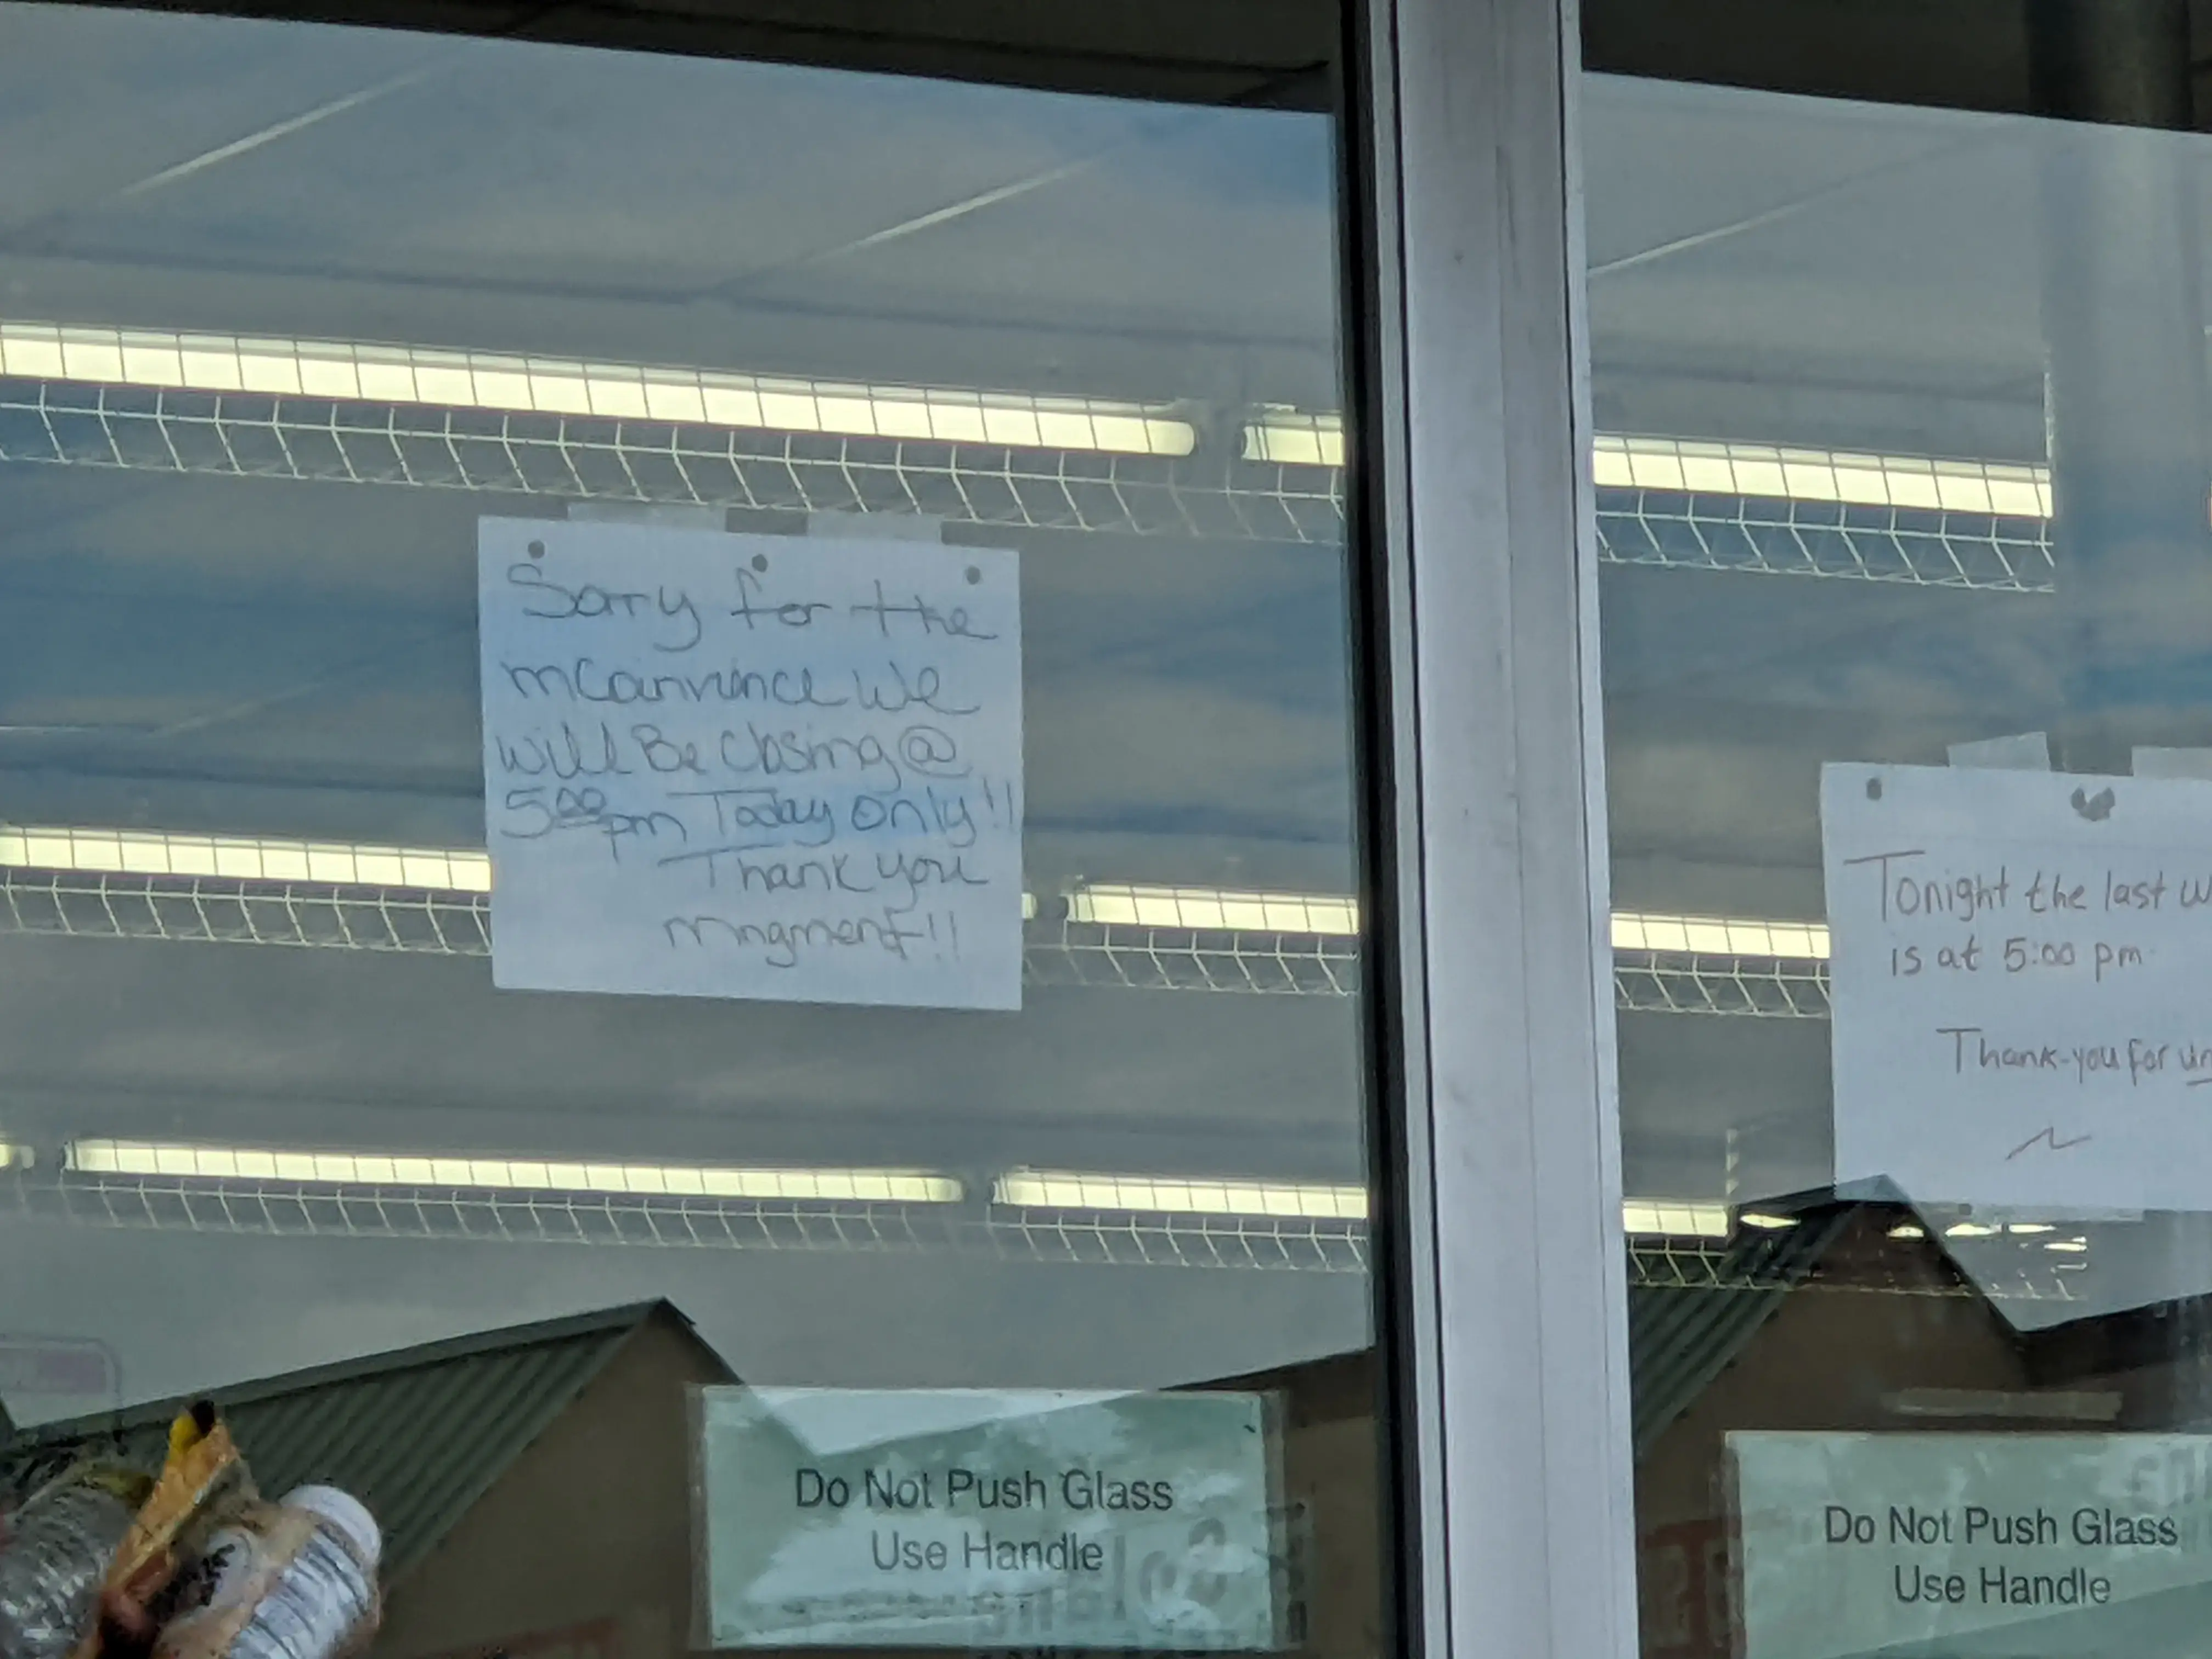 Sorry for the
mCoinvince we
will Be Closing @
5:00 pm Today only!!
Thank you
mngment!!
Tonight the last w
is at 5:00 pm.
Thank-you for un
Do Not Push Glass
Use Handle
Do Not Push Glass
Use Handle